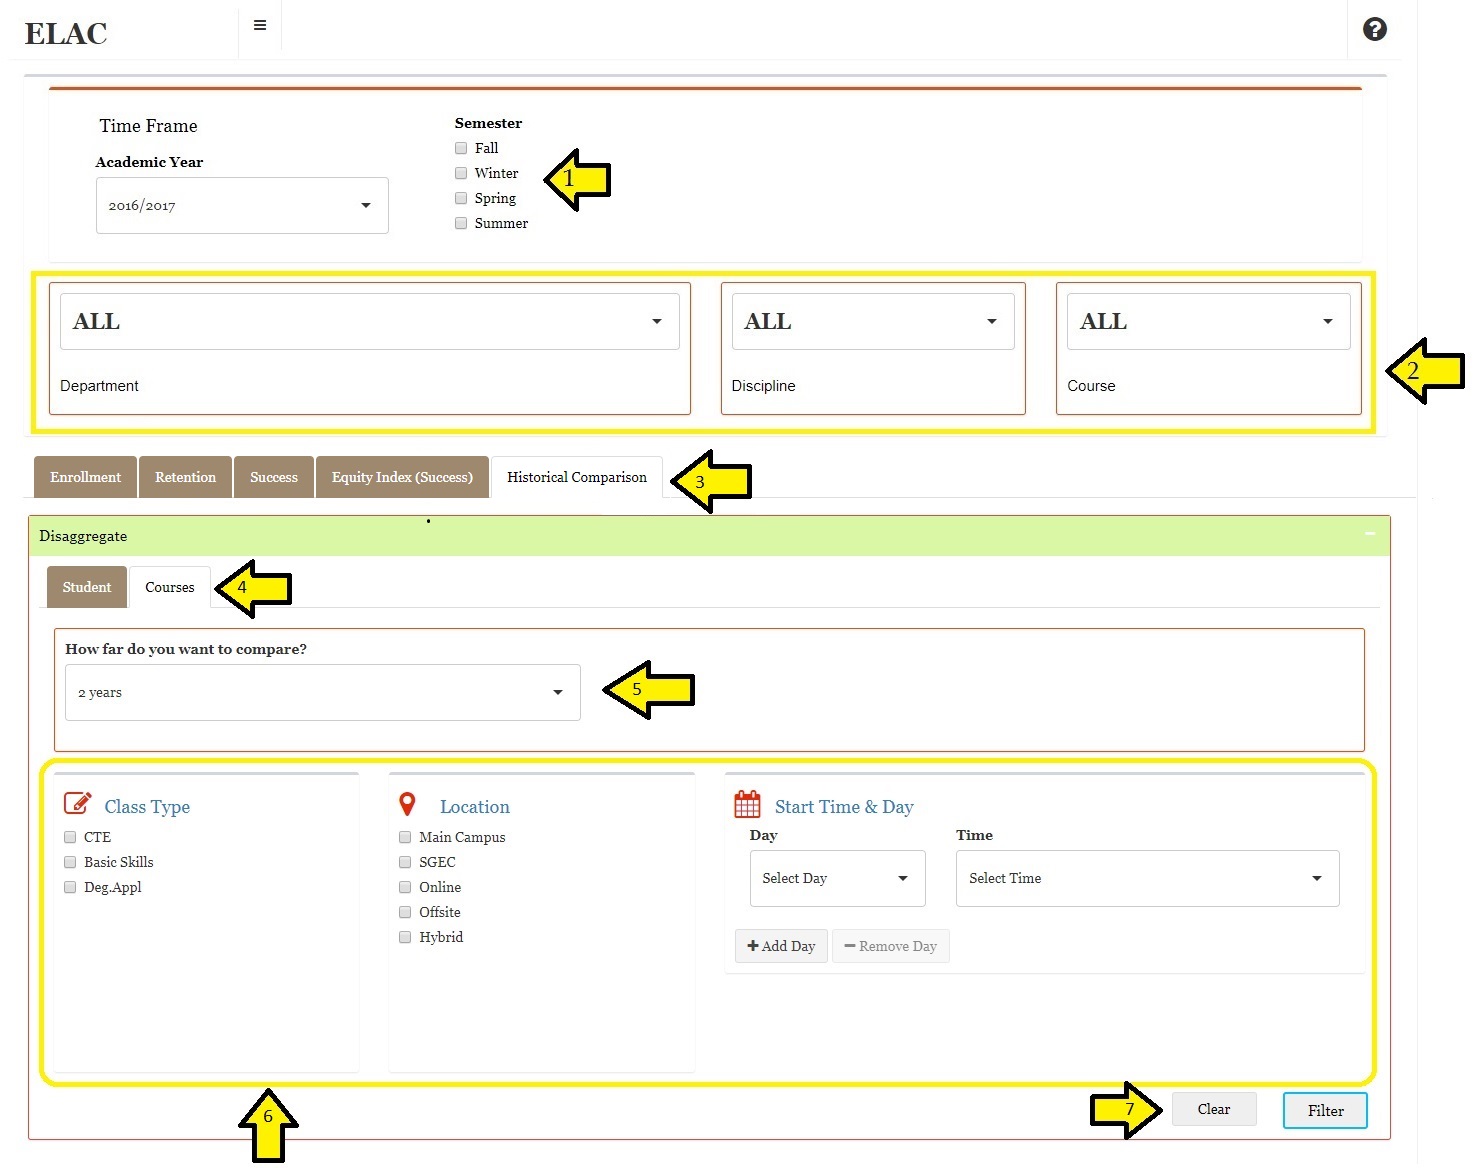 ELAC
Time Frame
Academic Year
2016/2017
Semester
Fall
Winter
Spring
Summer
1
ALL
Department
ALL
Discipline
ALL
Course
2
Enrollment Retention Success Equity Index (Success) Historical Comparison
3
Disaggregate
Student Courses
4
How far do you want to compare?
2 years
5
Class Type
CTE
Basic Skills
Deg.Appl
Location
Main Campus
SGEC
Online
Offsite
Hybrid
Start Time & Day
Day
Select Day
Time
Select Time
Add Day Remove Day
6
7
Clear Filter